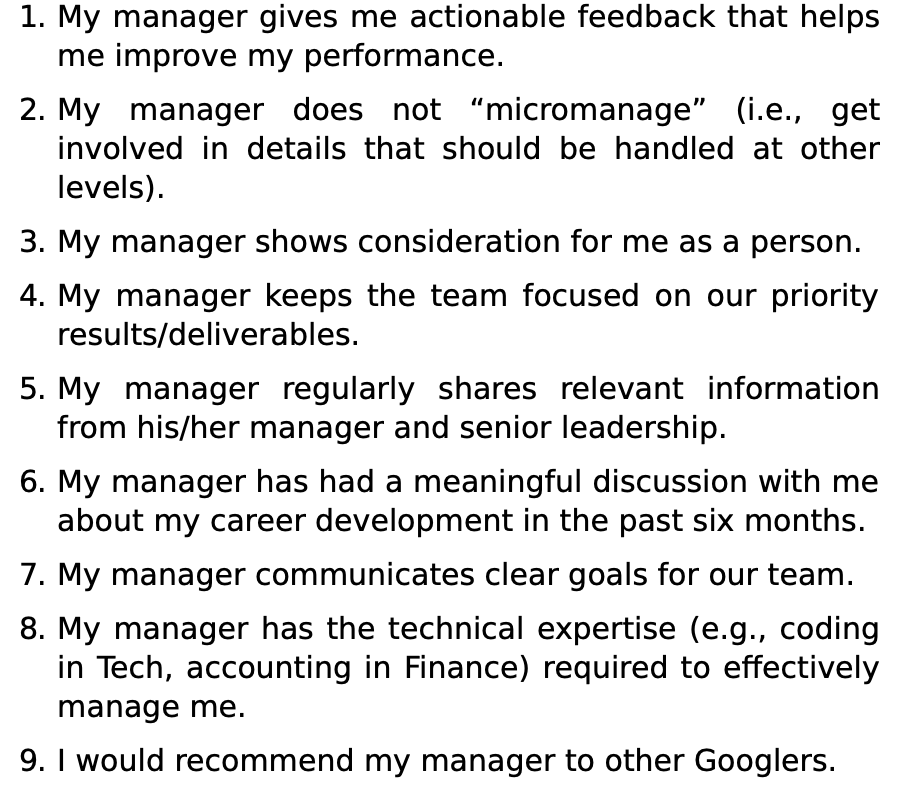 1. My manager gives me actionable feedback that helps
me improve my performance.
2. My manager does not “micromanage” (i.e., get
involved in details that should be handled at other
levels).
3. My manager shows consideration for me as a person.
4. My manager keeps the team focused on our priority
results/deliverables.
5. My manager regularly shares relevant information
from his/her manager and senior leadership.
6. My manager has had a meaningful discussion with me
about my career development in the past six months.
7. My manager communicates clear goals for our team.
8. My manager has the technical expertise (e.g., coding
in Tech, accounting in Finance) required to effectively
manage me.
9. I would recommend my manager to other Googlers.